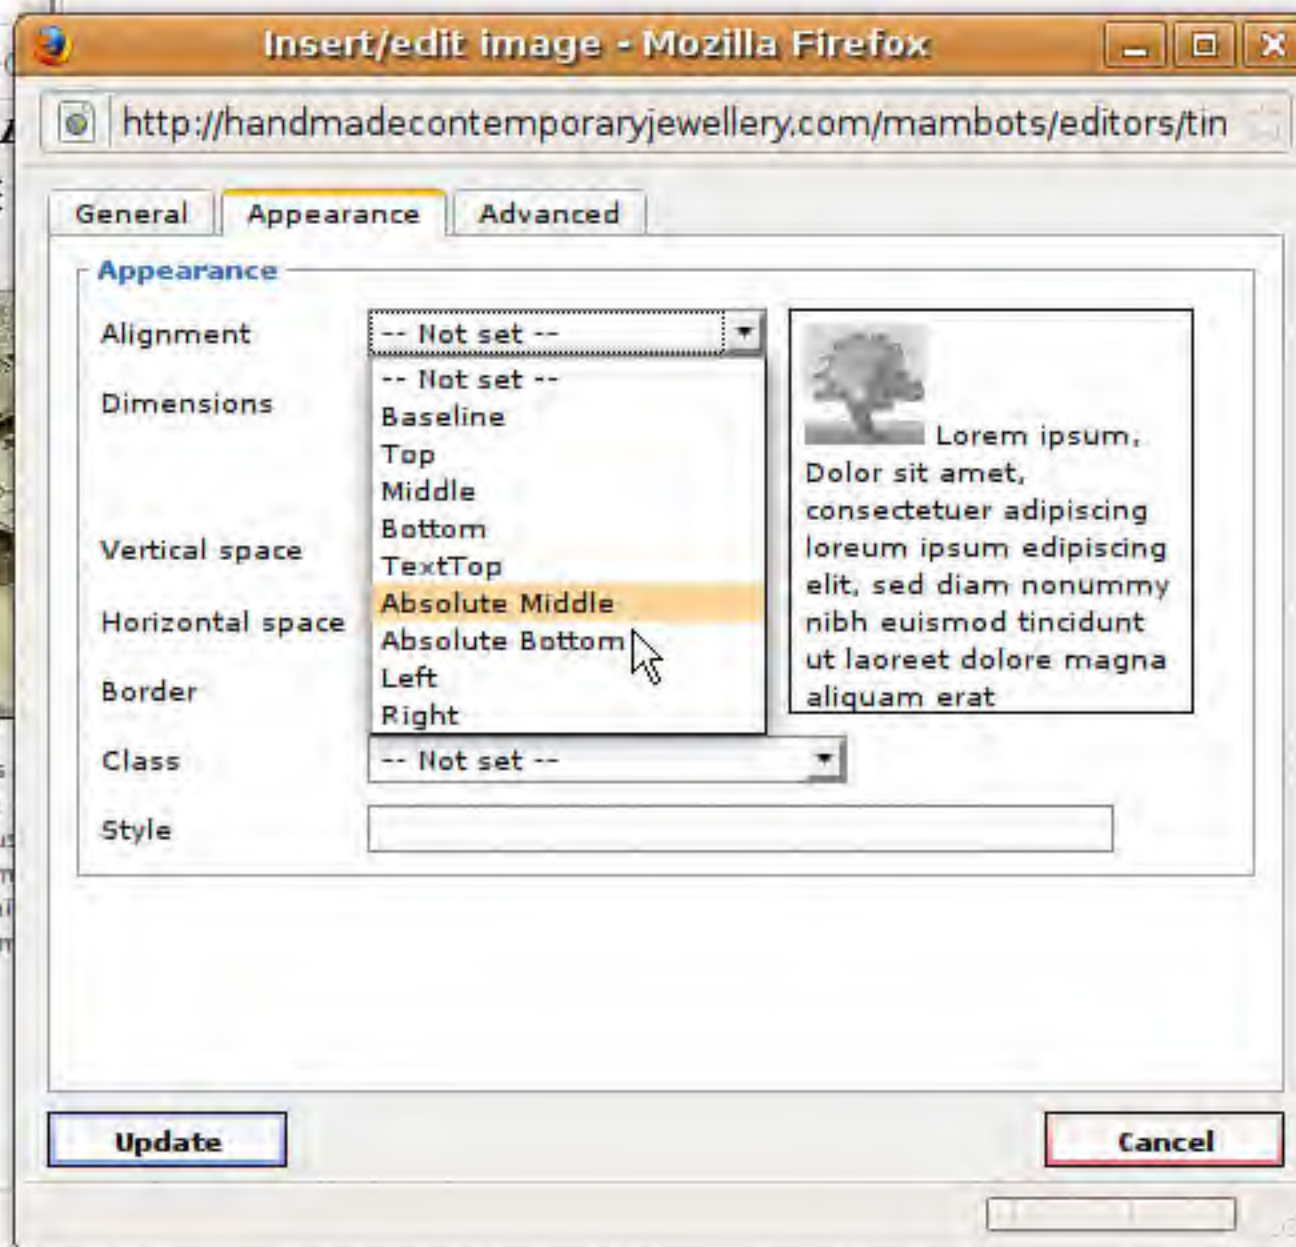 Insert/edit image - Mozilla Firefox
http://handmadecontemporaryjewellery.com/mambots/editors/tin
General Appearance Advanced
Appearance
Alignment -- Not set --
-- Not set --
Dimensions
Baseline
Top
Middle
Bottom
TextTop
Vertical space
Absolute Middle
Horizontal space
Absolute Bottom
Left
Border
Right
Lorem ipsum,
Dolor sit amet,
consectetuer adipiscing
loreum ipsum edipiscing
elit, sed diam nonummy
nibh euismod tincidunt
ut laoreet dolore magna
aliquam erat
Class -- Not set --
Style
Update Cancel